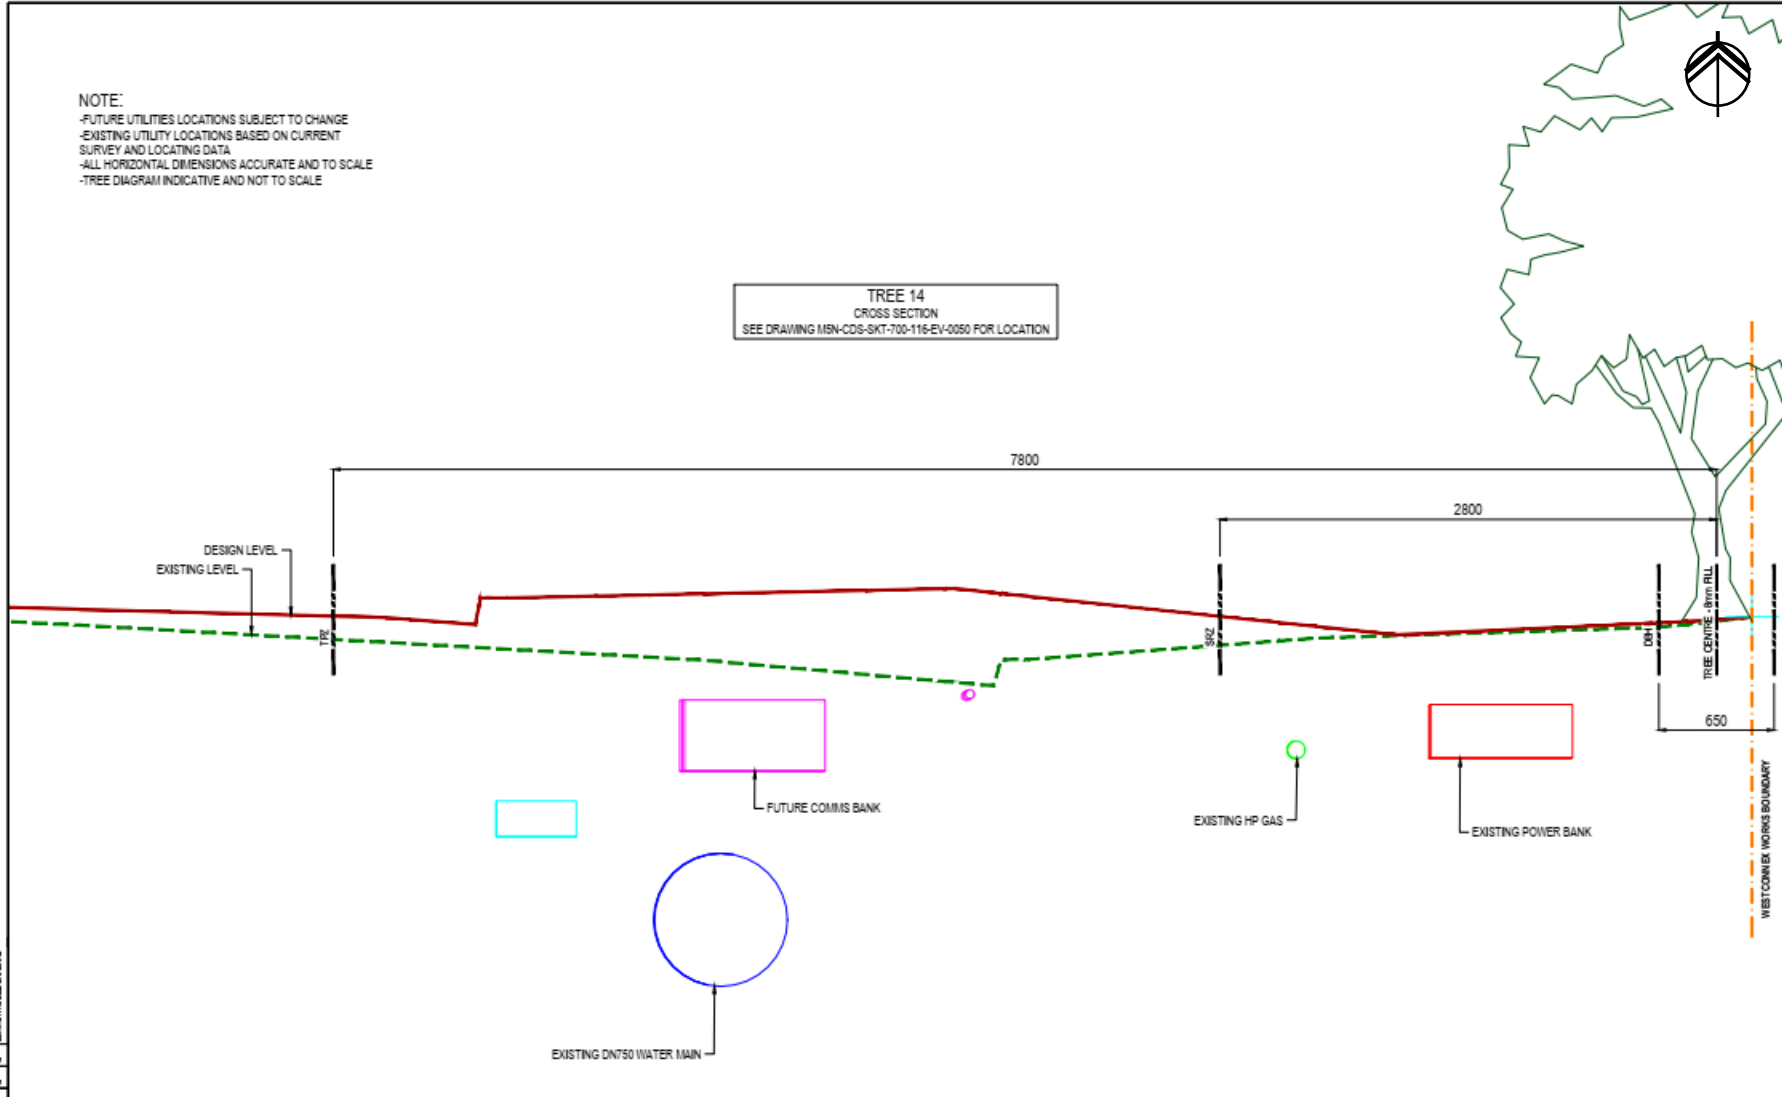 NOTE:
-FUTURE UTILITIES LOCATIONS SUBJECT TO CHANGE
-EXISTING UTILITY LOCATIONS BASED ON CURRENT
SURVEY AND LOCATING DATA
-ALL HORIZONTAL DIMENSIONS ACCURATE AND TO SCALE
-TREE DIAGRAM INDICATIVE AND NOT TO SCALE
TREE 14
CROSS SECTION
SEE DRAWING M5N-CDS-SKT-700-116-EV-0050 FOR LOCATION
7800
2800
DESIGN LEVEL
EXISTING LEVEL
TPZ
SRZ
DBH
TREE CENTRE - 8mm FILL
650
FUTURE COMMS BANK
EXISTING HP GAS
EXISTING POWER BANK
WESTCONNEX WORKS BOUNDARY
EXISTING DN750 WATER MAIN